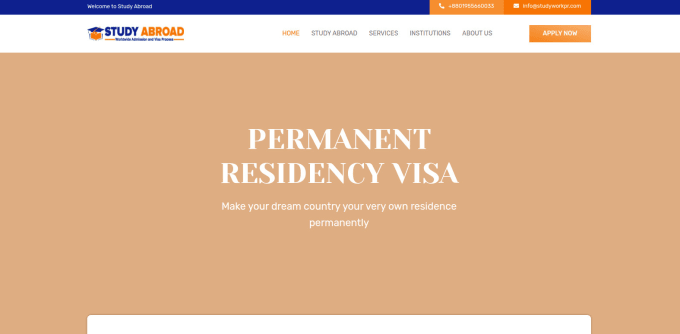 Welcome to Study Abroad
+8801955660033
info@studyworkpr.com
STUDY ABROAD
Worldwide Admission and Visa Process
HOME
STUDY ABROAD
SERVICES
INSTITUTIONS
ABOUT US
APPLY NOW
PERMANENT
RESIDENCY VISA
Make your dream country your very own residence
permanently